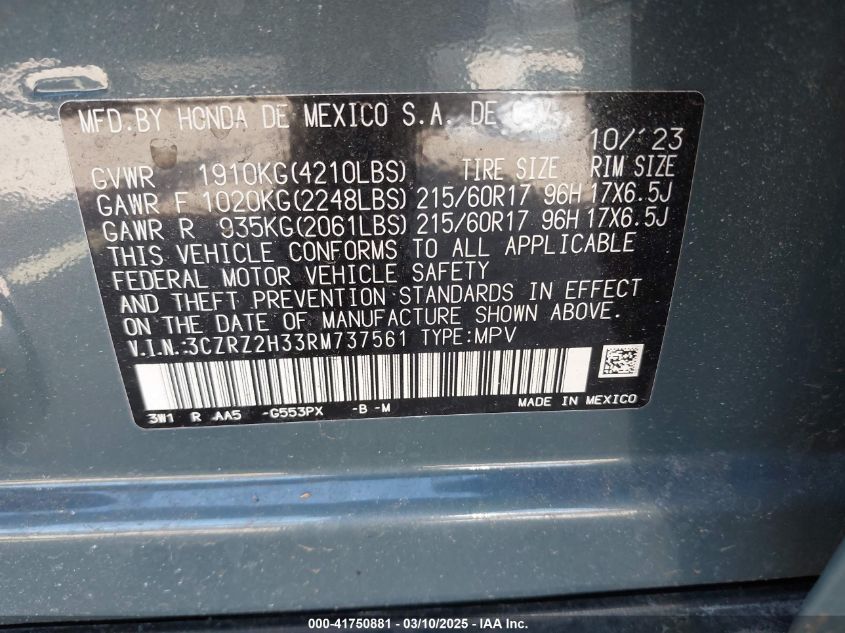 MFD.BY HONDA DE MEXICO S.A. DE C.V.
10/'23
GVWR 1910KG(4210LBS) TIRE SIZE RIM SIZE
GAWR F 1020KG(2248LBS) 215/60R17 96H 17X6.5J
GAWR R 935KG(2061LBS) 215/60R17 96H 17X6.5J
THIS VEHICLE CONFORMS TO ALL APPLICABLE
FEDERAL MOTOR VEHICLE SAFETY
AND THEFT PREVENTION STANDARDS IN EFFECT
ON THE DATE OF MANUFACTURE SHOWN ABOVE.
V.I.N.:3CZRZ2H33RM737561 TYPE:MPV
3W1 R AA5 -G553PX -B -M MADE IN MEXICO
000-41750881 / 03/10/2025 - © IAA Inc.